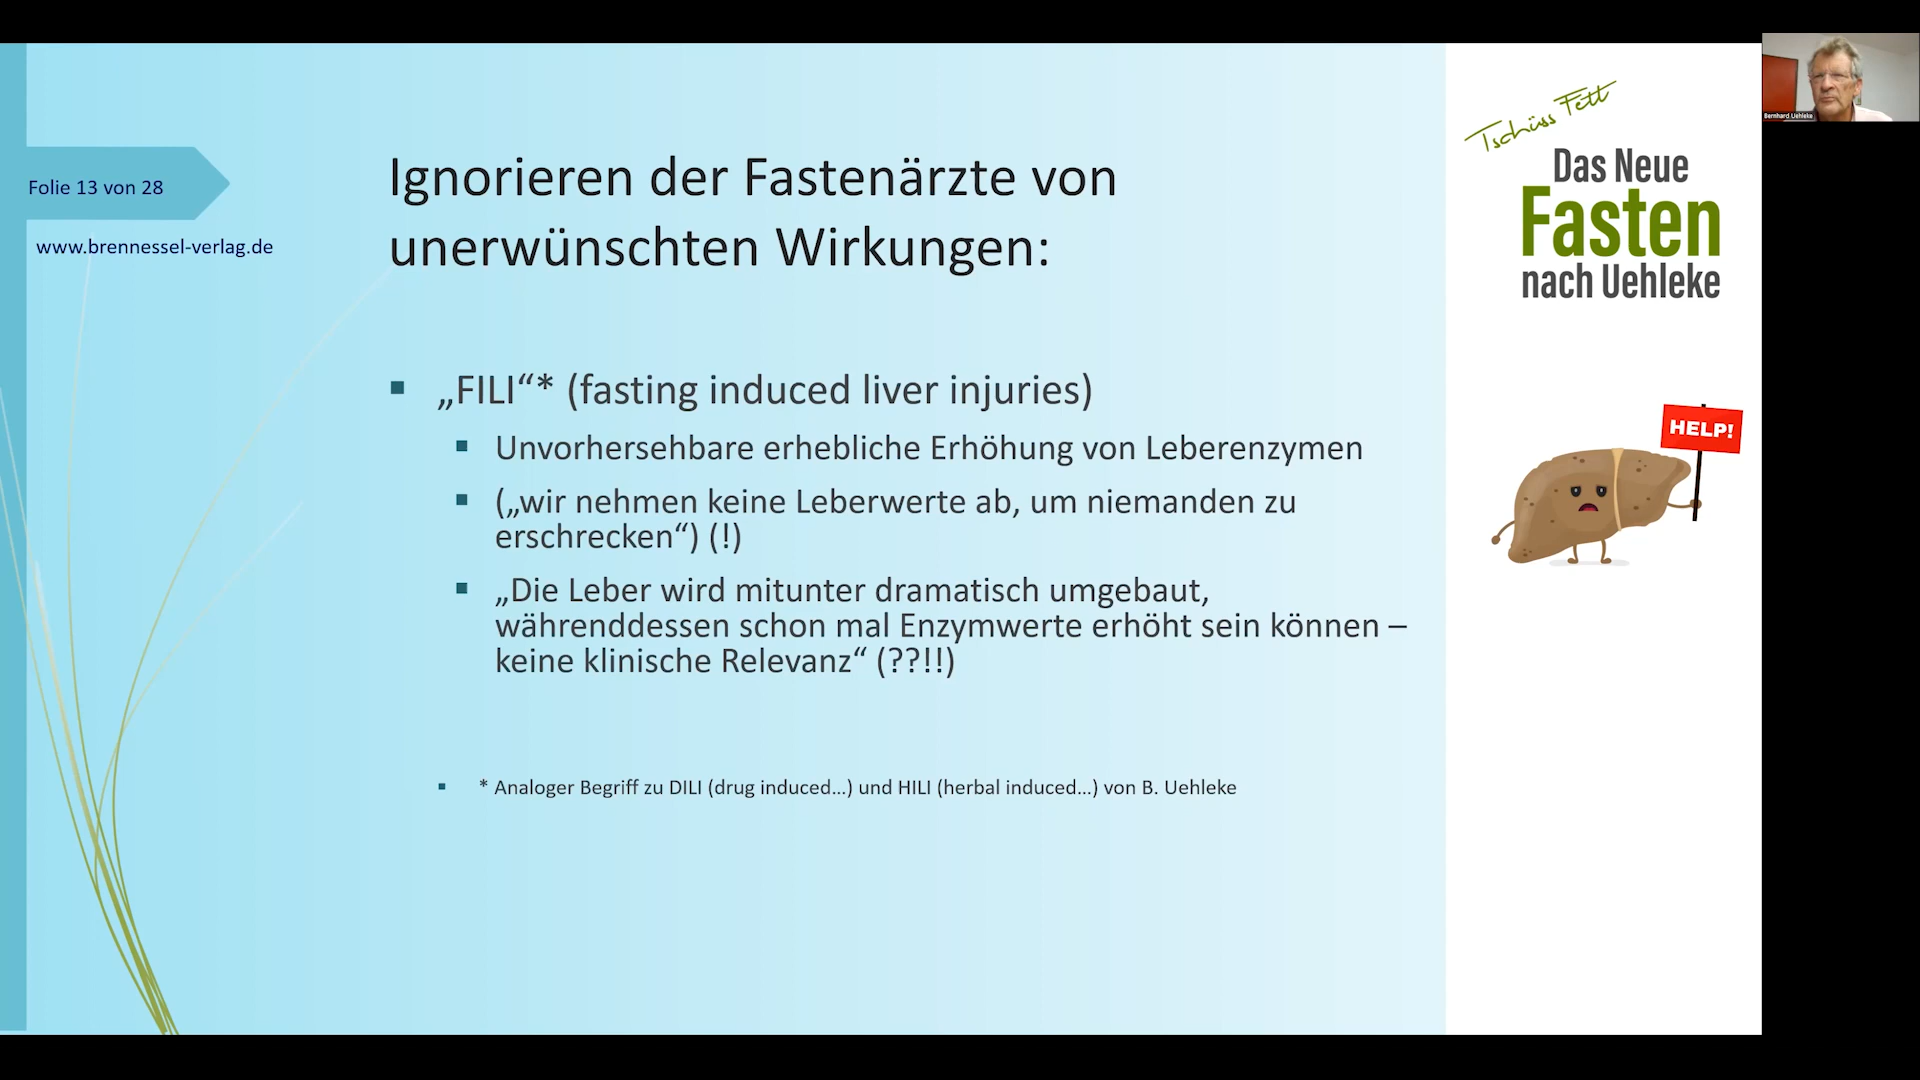 Folie 13 von 28
www.brennessel-verlag.de
Ignorieren der Fastenärzte von
unerwünschten Wirkungen:
„FILI“* (fasting induced liver injuries)
Unvorhersehbare erhebliche Erhöhung von Leberenzymen
(„wir nehmen keine Leberwerte ab, um niemanden zu
erschrecken“) (!)
„Die Leber wird mitunter dramatisch umgebaut,
währenddessen schon mal Enzymwerte erhöht sein können –
keine klinische Relevanz“ (??!!)
* Analoger Begriff zu DILI (drug induced...) und HILI (herbal induced...) von B. Uehleke
Tschüss Fett
Das Neue
Fasten
nach Uehleke
HELP!
Bernhard Uehleke